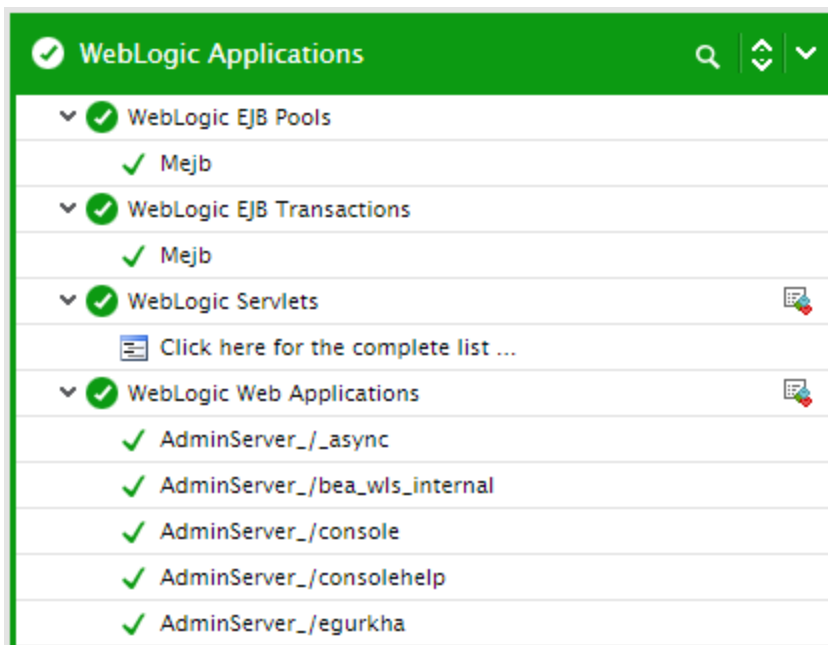 WebLogic Applications
WebLogic EJB Pools
Mejb
WebLogic EJB Transactions
Mejb
WebLogic Servlets
Click here for the complete list ...
WebLogic Web Applications
AdminServer_/_async
AdminServer_/bea_wls_internal
AdminServer_/console
AdminServer_/consolehelp
AdminServer_/egurkha